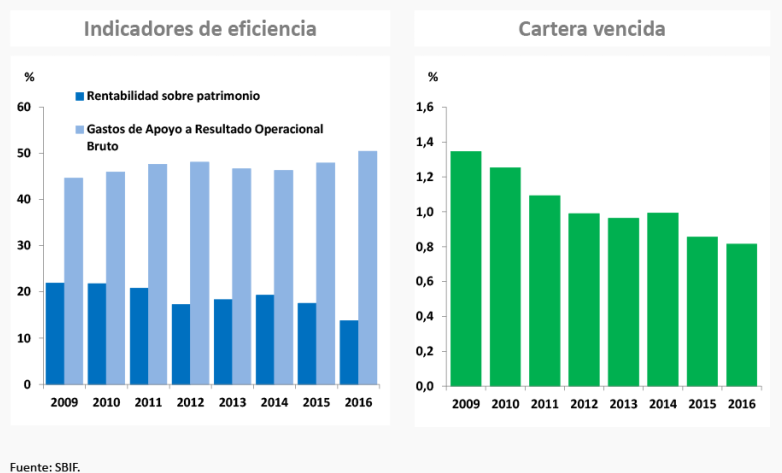 Indicadores de eficiencia
%
Rentabilidad sobre patrimonio
Gastos de Apoyo a Resultado Operacional
Bruto
60
50
40
30
20
10
0
2009 2010 2011 2012 2013 2014 2015 2016
Cartera vencida
%
1,6
1,4
1,2
1,0
0,8
0,6
0,4
0,2
0,0
2009 2010 2011 2012 2013 2014 2015 2016
Fuente: SBIF.